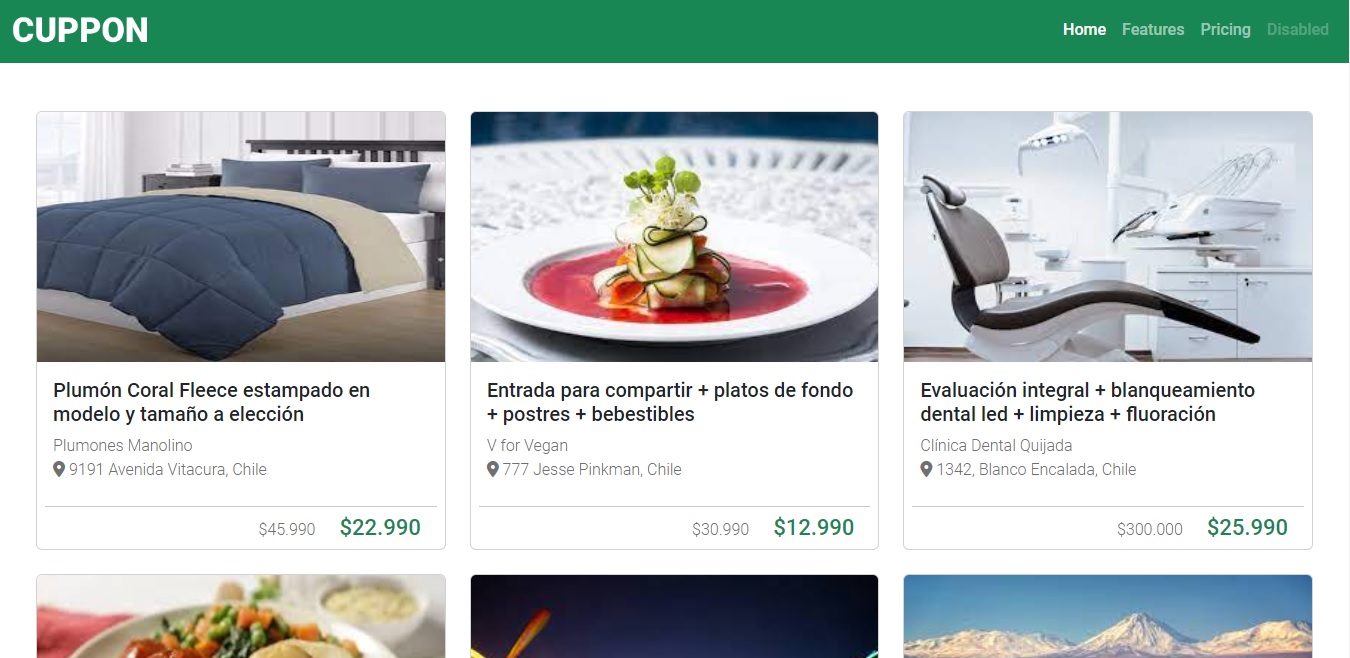 CUPPON
Home Features Pricing Disabled
Plumón Coral Fleece estampado en
modelo y tamaño a elección
Plumones Manolino
9191 Avenida Vitacura, Chile
$45.990 $22.990
Entrada para compartir + platos de fondo
+ postres + bebestibles
V for Vegan
777 Jesse Pinkman, Chile
$30.990 $12.990
Evaluación integral + blanqueamiento
dental led + limpieza + fluoración
Clínica Dental Quijada
1342, Blanco Encalada, Chile
$300.000 $25.990